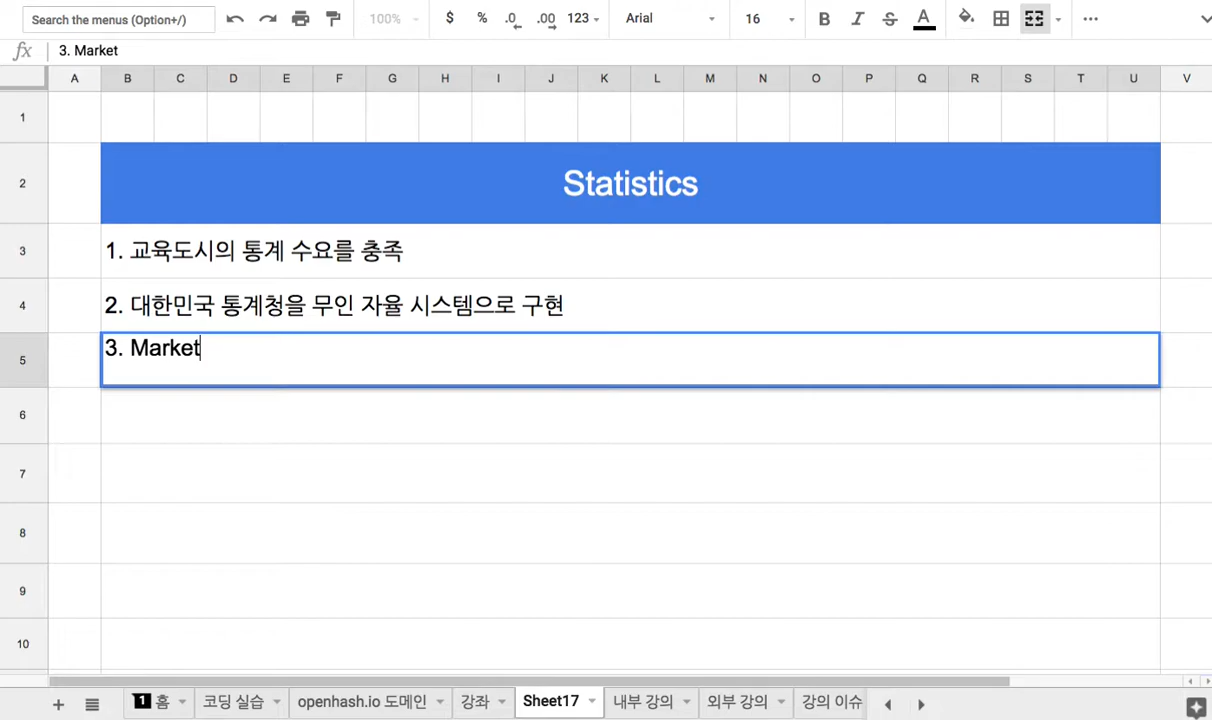 Search the menus (Option+/) 100% $ % .0 .00 123 Arial 16 B I S A
fx 3. Market
A B C D E F G H I J K L M N O P Q R S T U V
1
2 Statistics
3 1. 교육도시의 통계 수요를 충족
4 2. 대한민국 통계청을 무인 자율 시스템으로 구현
5 3. Market
6
7
8
9
10
1 홈 코딩 실습 openhash.io 도메인 강좌 Sheet17 내부 강의 외부 강의 강의 이슈